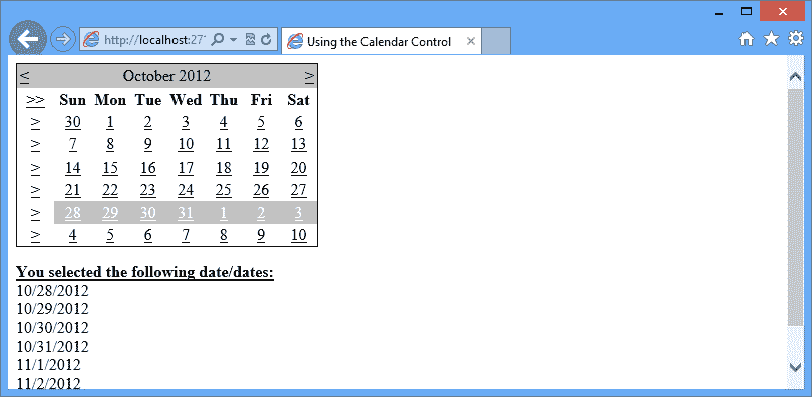 http://localhost:271
Using the Calendar Control
< October 2012 >
>> Sun Mon Tue Wed Thu Fri Sat
> 30 1 2 3 4 5 6
> 7 8 9 10 11 12 13
> 14 15 16 17 18 19 20
> 21 22 23 24 25 26 27
> 28 29 30 31 1 2 3
> 4 5 6 7 8 9 10
You selected the following date/dates:
10/28/2012
10/29/2012
10/30/2012
10/31/2012
11/1/2012
11/2/2012